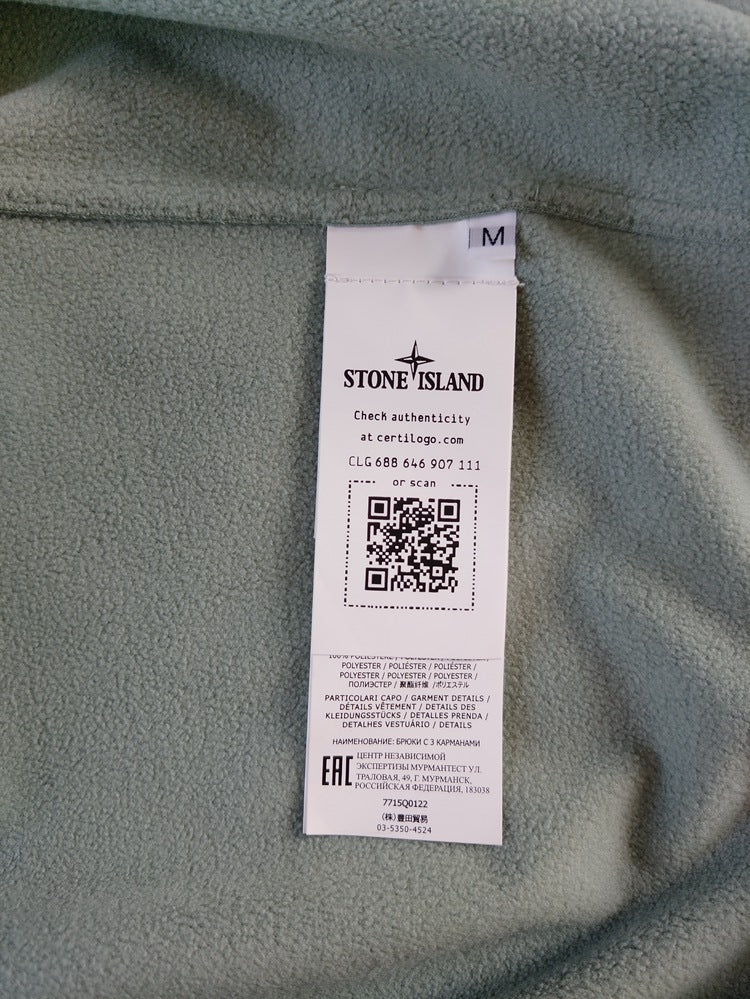 M
STONE ISLAND
Check authenticity
at certilogo.com
CLG 688 646 907 111
or scan
POLYESTER / POLIÉSTER / POLIÉSTER /
POLYESTER / POLYESTER / POLYESTER /
ПОЛИЭСТЕР / 聚酯纤维 /ポリエステル
PARTICOLARI CAPO / GARMENT DETAILS /
DÉTAILS VÊTEMENT / DETAILS DES
KLEIDUNGSSTÜCKS / DETALLES PRENDA /
DETALHES VESTUÁRIO / DETAILS
НАИМЕНОВАНИЕ: БРЮКИ С 3 КАРМАНАМИ
EAC
ЦЕНТР НЕЗАВИСИМОЙ
ЭКСПЕРТИЗЫ МУРМАНТЕСТ УЛ.
ТРАЛОВАЯ, 49, Г. МУРМАНСК,
РОССИЙСКАЯ ФЕДЕРАЦИЯ, 183038
7715Q0122
(株)豊田貿易
03-5350-4524